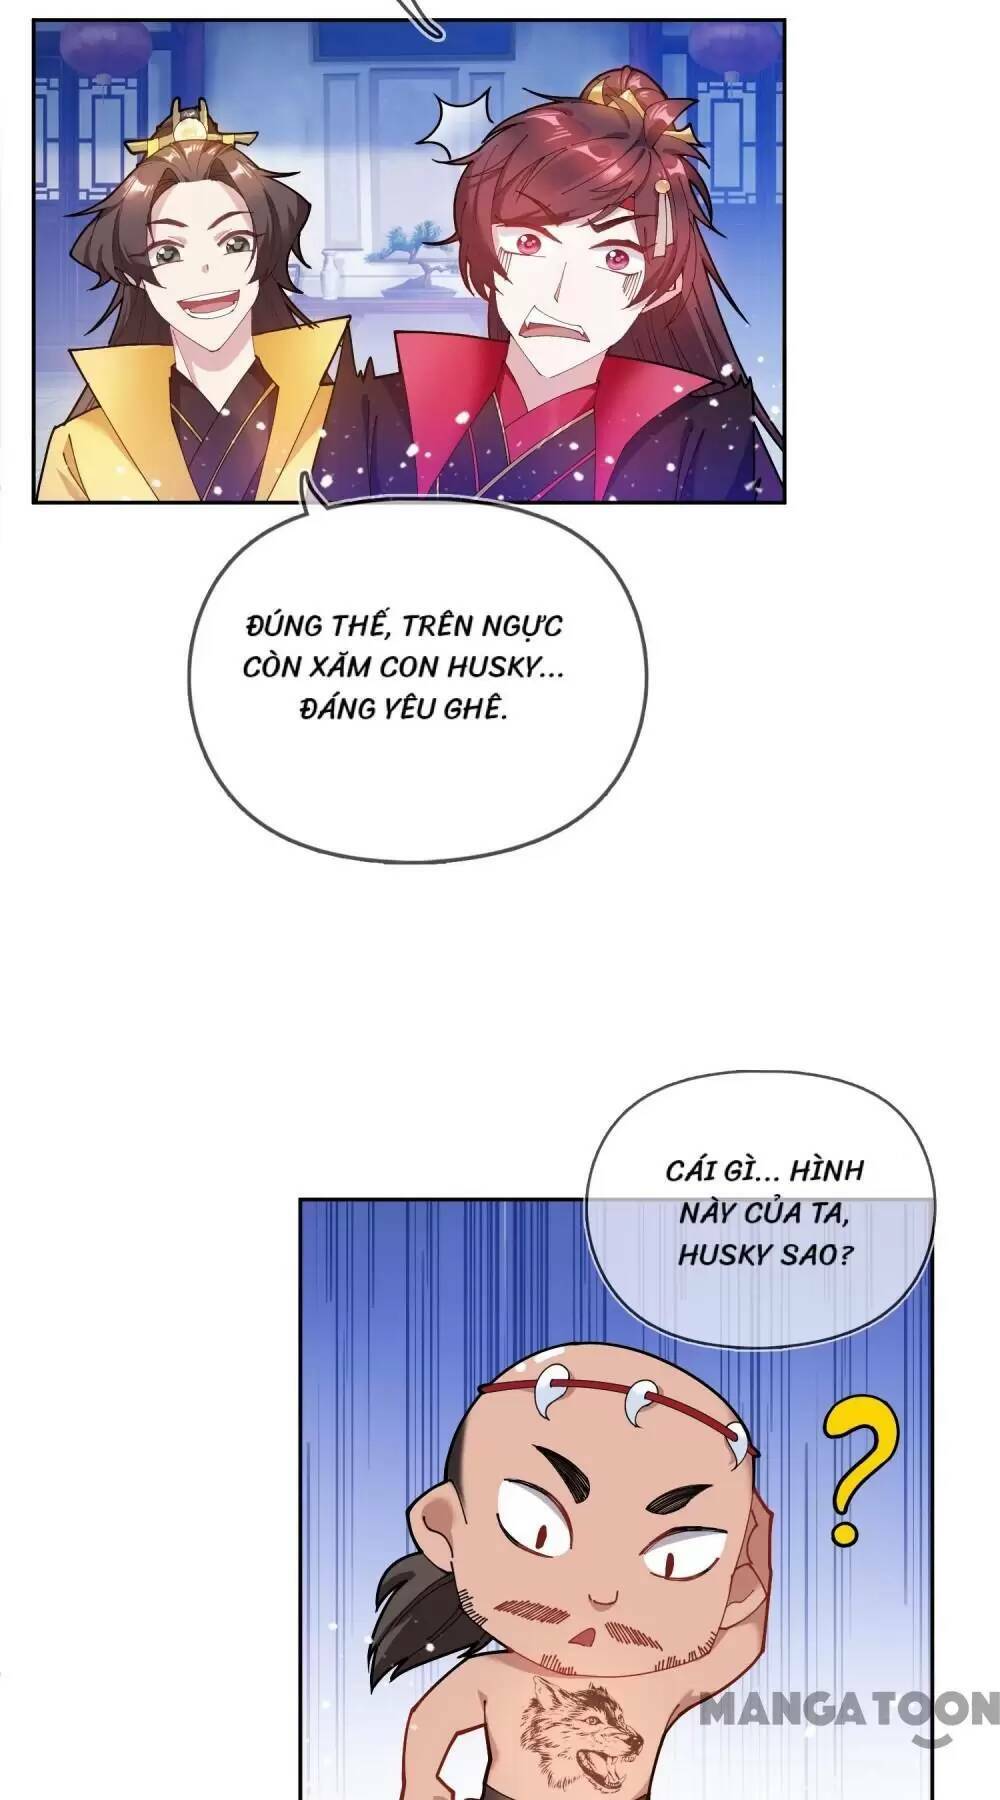 ĐÚNG THẾ, TRÊN NGỰC
CÒN XĂM CON HUSKY...
ĐÁNG YÊU GHÊ.
CÁI GÌ... HÌNH
NÀY CỦA TA,
HUSKY SAO?
?
MANGATOON